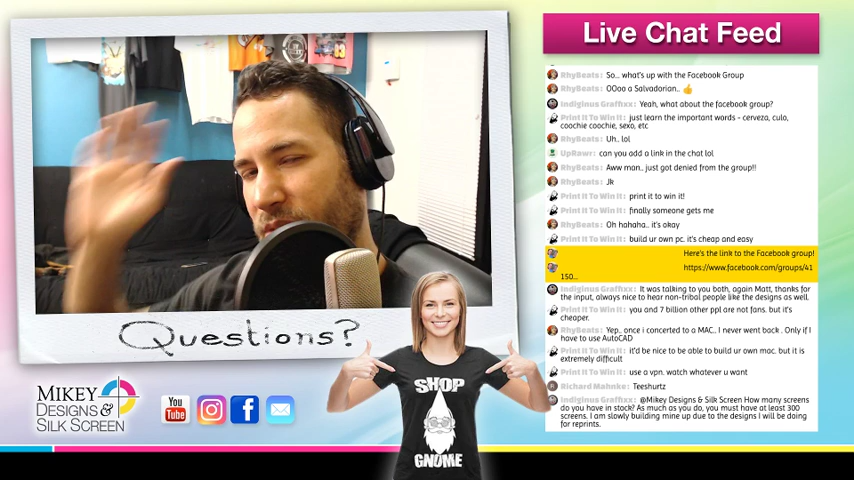 Live Chat Feed
RhyBeats: So... what's up with the Facebook Group
RhyBeats: OOoo a Salvadorian..
Indiginus Graffixx: Yeah, what about the facebook group?
Print It To Win It: just learn the important words - cerveza, culo,
coochie coochie, sexo, etc
RhyBeats: Uh.. lol
UpRawr: can you add a link in the chat lol
RhyBeats: Aww man.. just got denied from the group!!
RhyBeats: Jk
Print It To Win It: print it to win it!
Print It To Win It: finally someone gets me
RhyBeats: Oh hahaha.. it's okay
Print It To Win It: build ur own pc. it's cheap and easy
Here's the link to the Facebook group!
https://www.facebook.com/groups/41
150...
Indiginus Graffixx: It was talking to you both, again Matt, thanks for
the input, always nice to hear non-tribal people like the designs as well.
Print It To Win It: you and 7 billion other ppl are not fans. but it's
cheaper.
RhyBeats: Yep.. once i concerted to a MAC.. I never went back . Only if I
have to use AutoCAD
Print It To Win It: it'd be nice to be able to build ur own mac. but it is
extremely difficult
Print It To Win It: use a vpn. watch whatever u want
R Richard Mahnke: Teeshurtz
Indiginus Graffixx: @Mikey Designs & Silk Screen How many screens
do you have in stock? As much as you do, you must have at least 300
screens. I am slowly building mine up due to the designs I will be daing
for reprints.
Questions?
MIKEY
DESIGNS &
SILK SCREEN
You
Tube
SHOP
GNOME